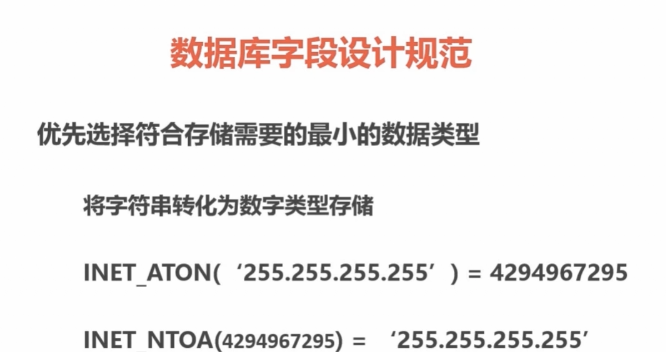 数据库字段设计规范
优先选择符合存储需要的最小的数据类型
将字符串转化为数字类型存储
INET_ATON(‘255.255.255.255’) = 4294967295
INET_NTOA(4294967295) = ‘255.255.255.255’